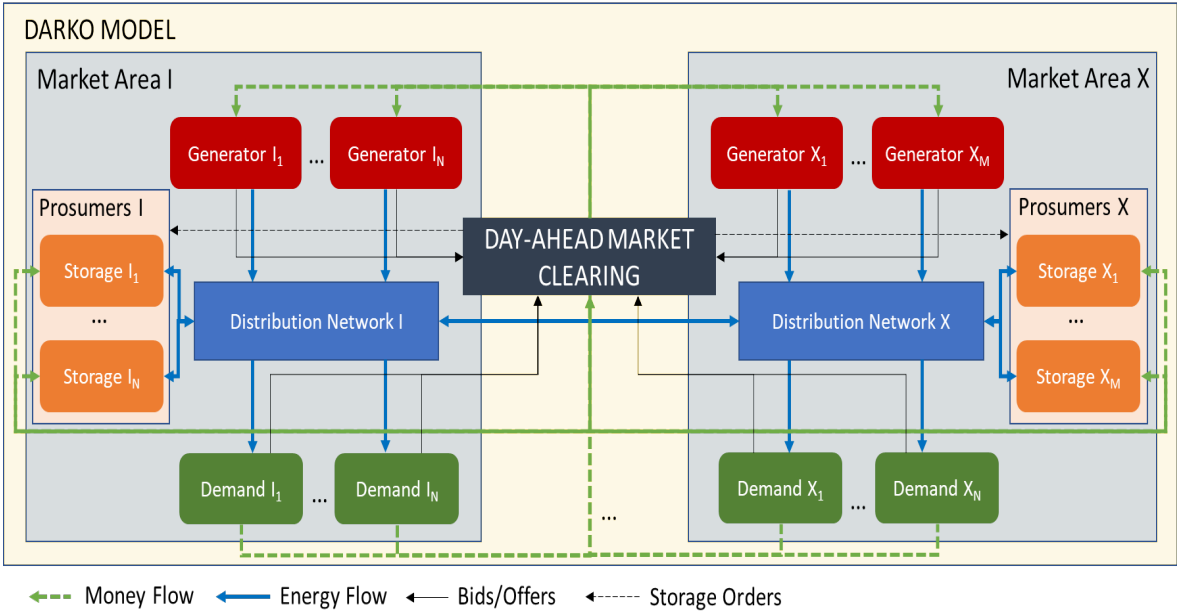 DARKO MODEL
Market Area I
Market Area X
Generator I₁
...
Generator Iₙ
Generator X₁
...
Generator Xₘ
Prosumers I
Prosumers X
DAY-AHEAD MARKET
CLEARING
Storage I₁
...
Storage Iₙ
Storage X₁
...
Storage Xₘ
Distribution Network I
Distribution Network X
Demand I₁
...
Demand Iₙ
...
Demand X₁
...
Demand Xₙ
Money Flow
Energy Flow
Bids/Offers
Storage Orders